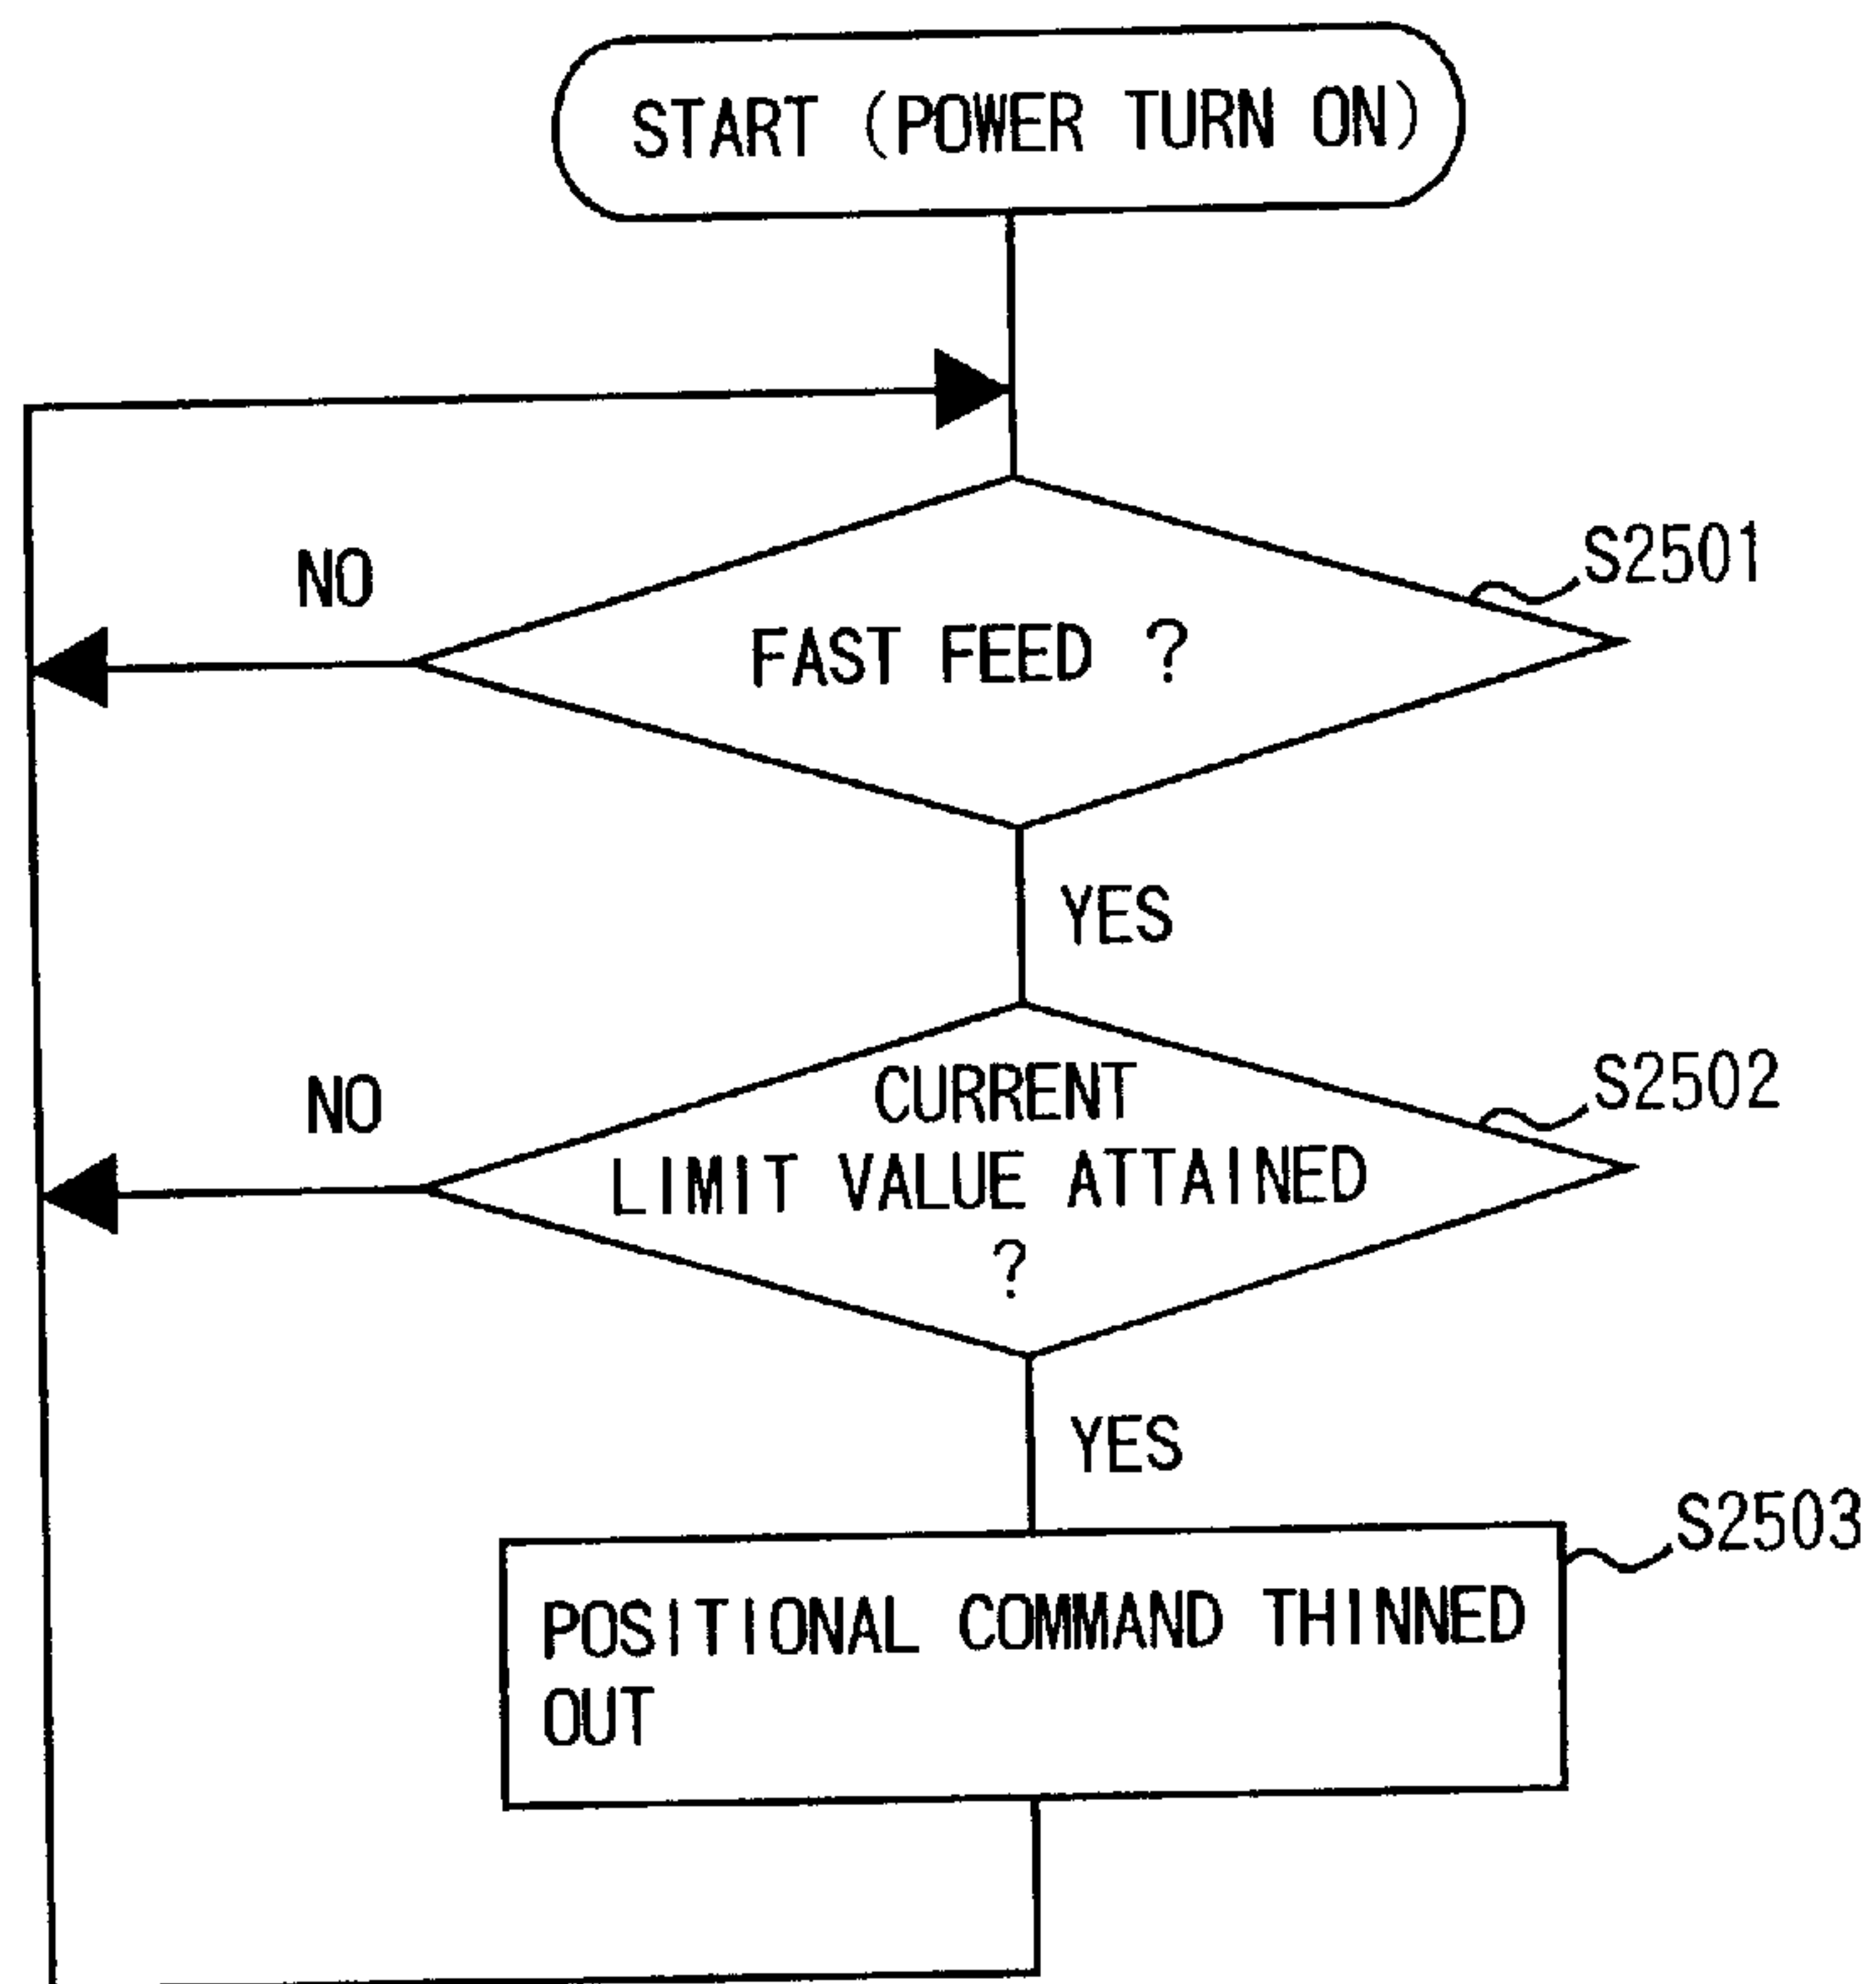 START (POWER TURN ON)
NO
S2501
FAST FEED ?
YES
NO
CURRENT
S2502
LIMIT VALUE ATTAINED
?
YES
S2503
POSITIONAL COMMAND THINNED
OUT